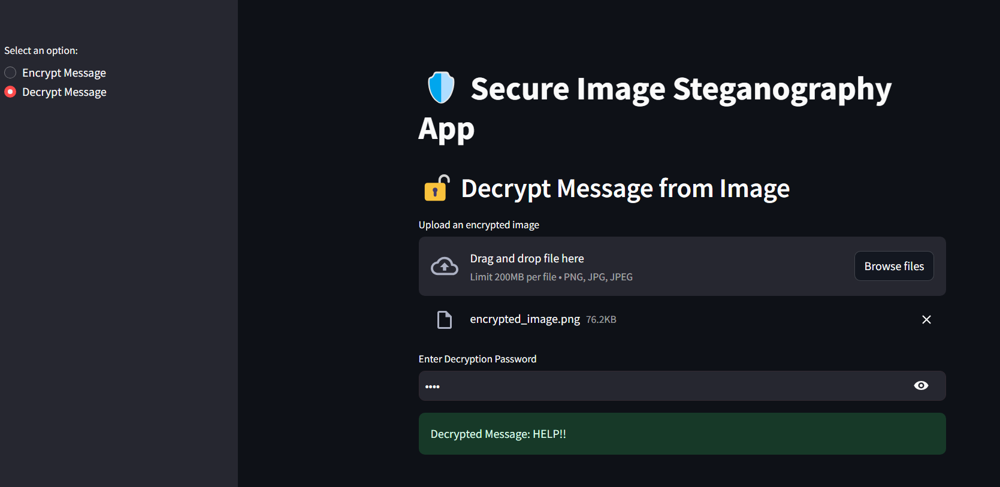 Select an option:
Encrypt Message
Decrypt Message
Secure Image Steganography
App
Decrypt Message from Image
Upload an encrypted image
Drag and drop file here
Limit 200MB per file • PNG, JPG, JPEG
Browse files
encrypted_image.png 76.2KB
Enter Decryption Password
••••
Decrypted Message: HELP!!